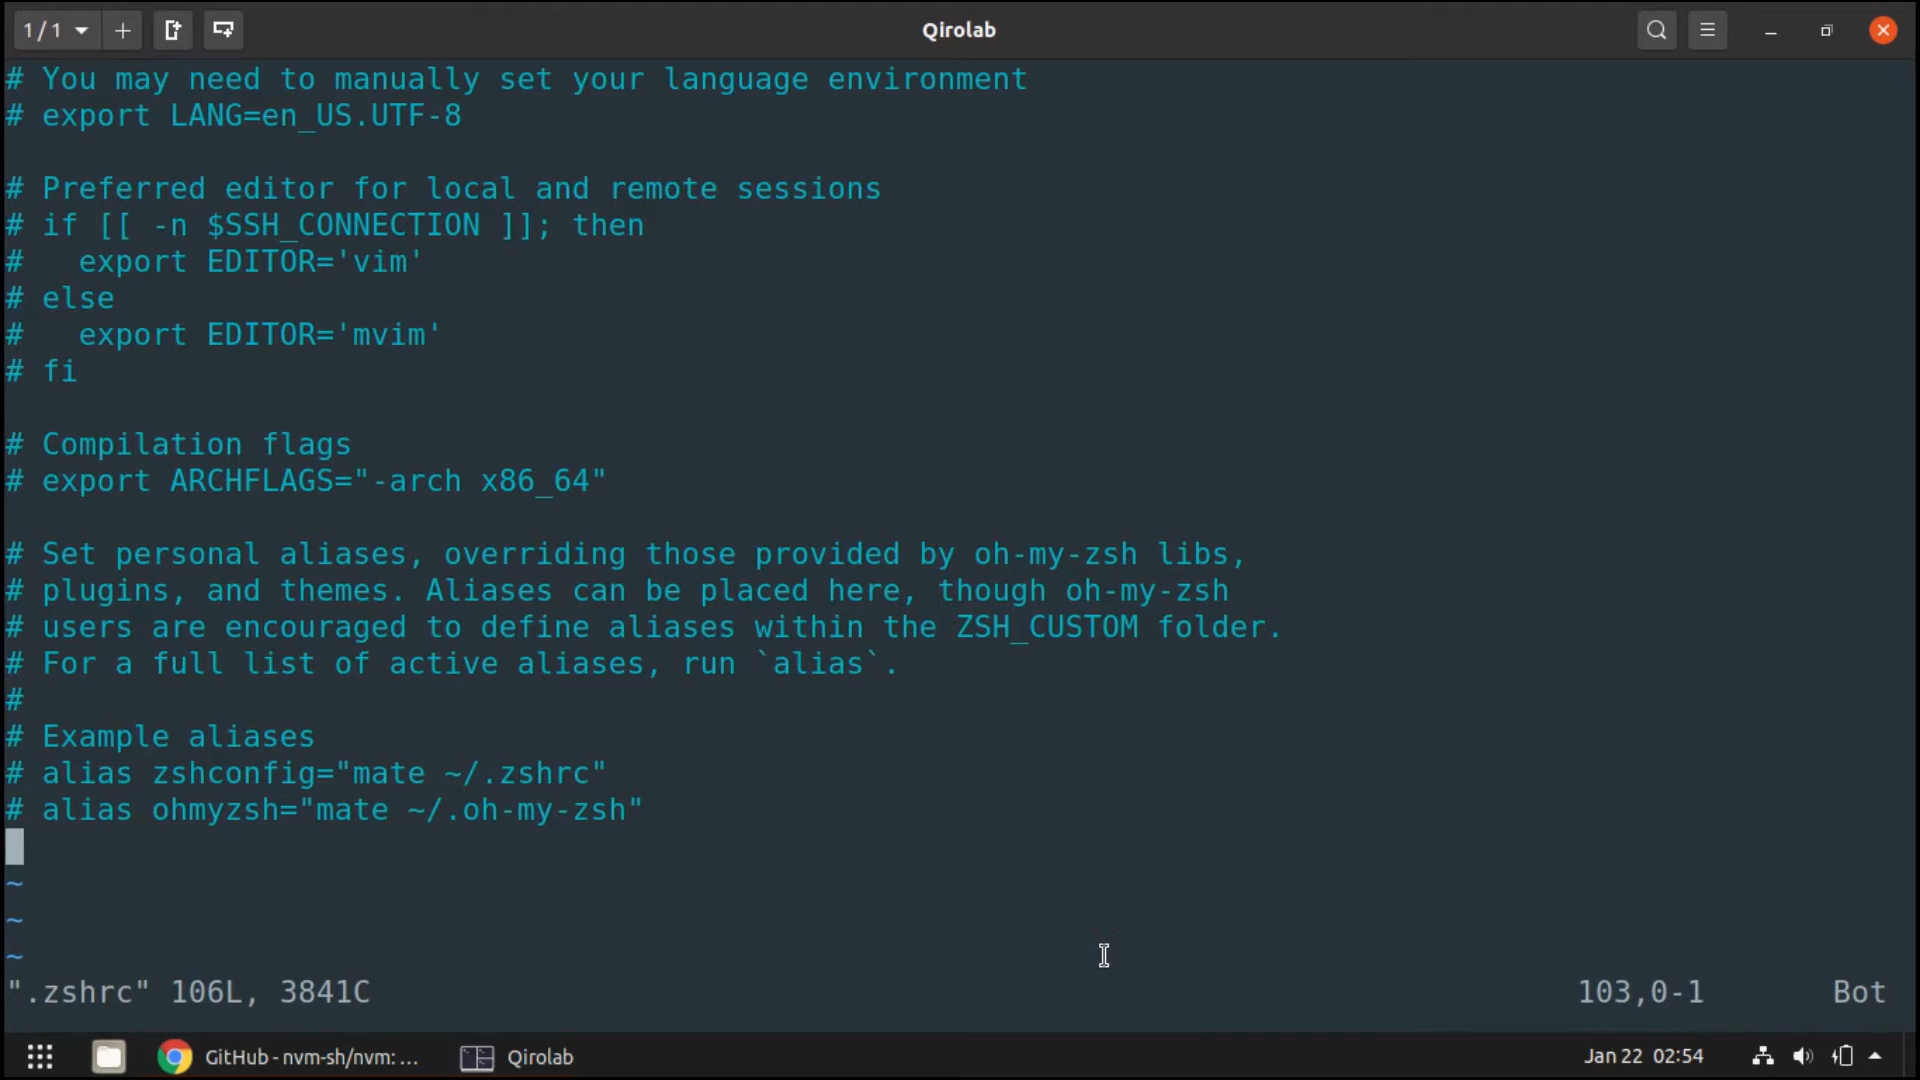 1 / 1
Qirolab
# You may need to manually set your language environment
# export LANG=en_US.UTF-8
# Preferred editor for local and remote sessions
# if [[ -n $SSH_CONNECTION ]]; then
#   export EDITOR='vim'
# else
#   export EDITOR='mvim'
# fi
# Compilation flags
# export ARCHFLAGS="-arch x86_64"
# Set personal aliases, overriding those provided by oh-my-zsh libs,
# plugins, and themes. Aliases can be placed here, though oh-my-zsh
# users are encouraged to define aliases within the ZSH_CUSTOM folder.
# For a full list of active aliases, run `alias`.
#
# Example aliases
# alias zshconfig="mate ~/.zshrc"
# alias ohmyzsh="mate ~/.oh-my-zsh"
~
~
~
".zshrc" 106L, 3841C 103,0-1 Bot
GitHub - nvm-sh/nvm: ... Qirolab Jan 22 02:54